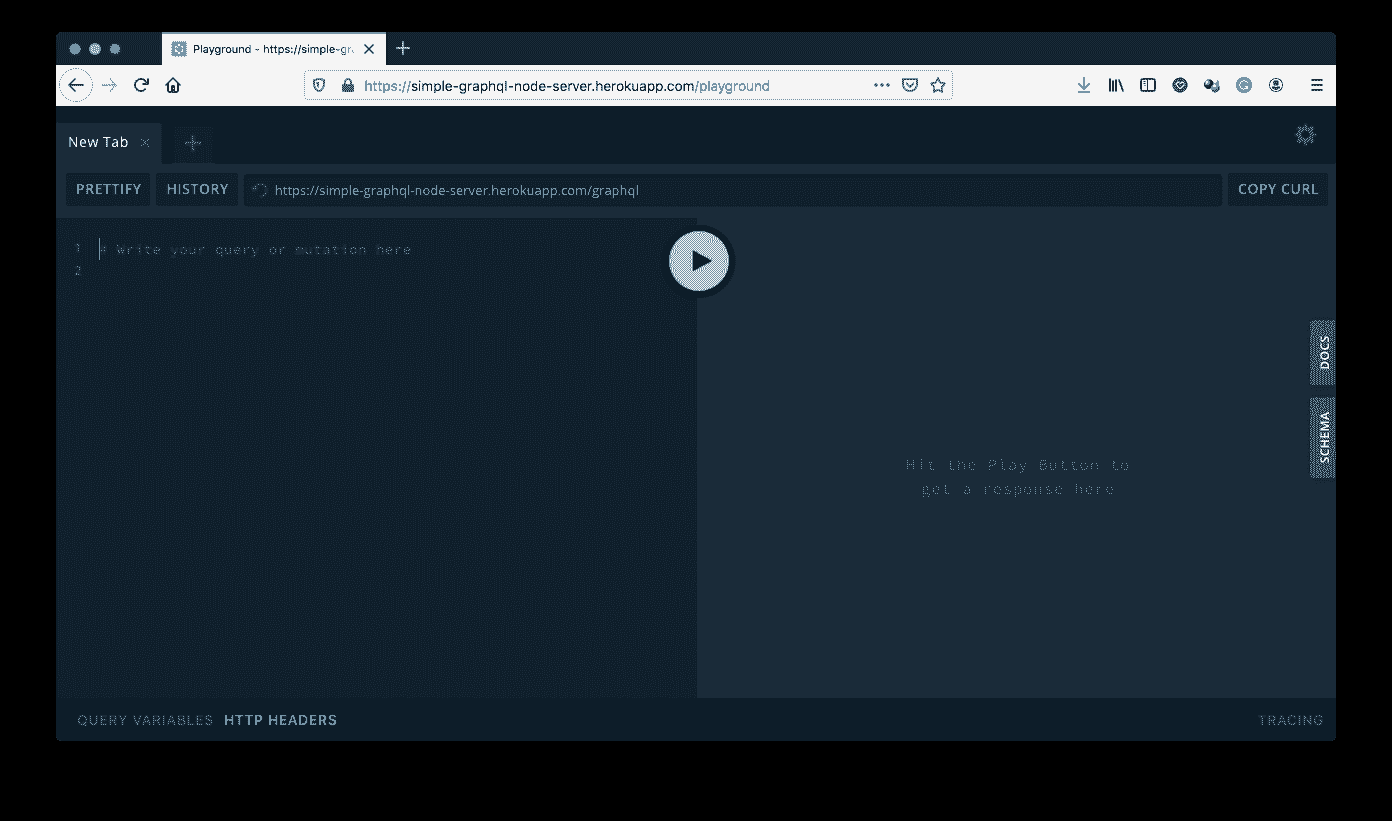 Playground - https://simple-gr
https://simple-graphql-node-server.herokuapp.com/playground
New Tab
PRETTIFY HISTORY https://simple-graphql-node-server.herokuapp.com/graphql COPY CURL
1 # Write your query or mutation here
2
DOCS
SCHEMA
Hit the Play Button to
get a response here
QUERY VARIABLES HTTP HEADERS TRACING